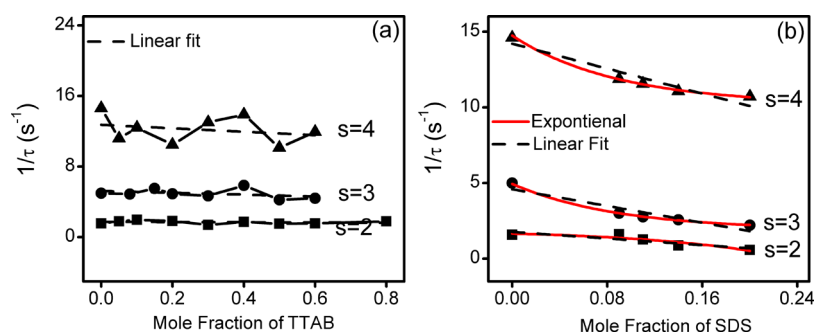 (a)
Linear fit
24
16
8
0
1/τ (s⁻¹)
s=4
s=3
s=2
0.0 0.2 0.4 0.6 0.8
Mole Fraction of TTAB
(b)
15
10
5
0
1/τ (s⁻¹)
s=4
Expontienal
Linear Fit
s=3
s=2
0.00 0.08 0.16 0.24
Mole Fraction of SDS